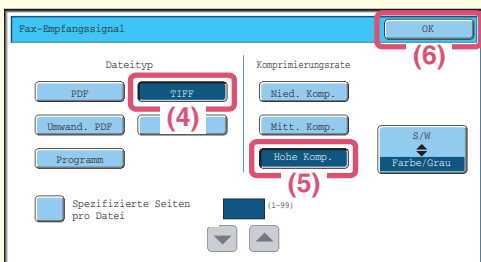 Fax-Empfangssignal
OK
(6)
Dateityp
Komprimierungsrate
PDF
TIFF
Nied. Komp.
(4)
Umwand. PDF
Mitt. Komp.
S/W
Farbe/Grau
Programm
Hohe Komp.
(5)
Spezifizierte Seiten
pro Datei
(1-99)